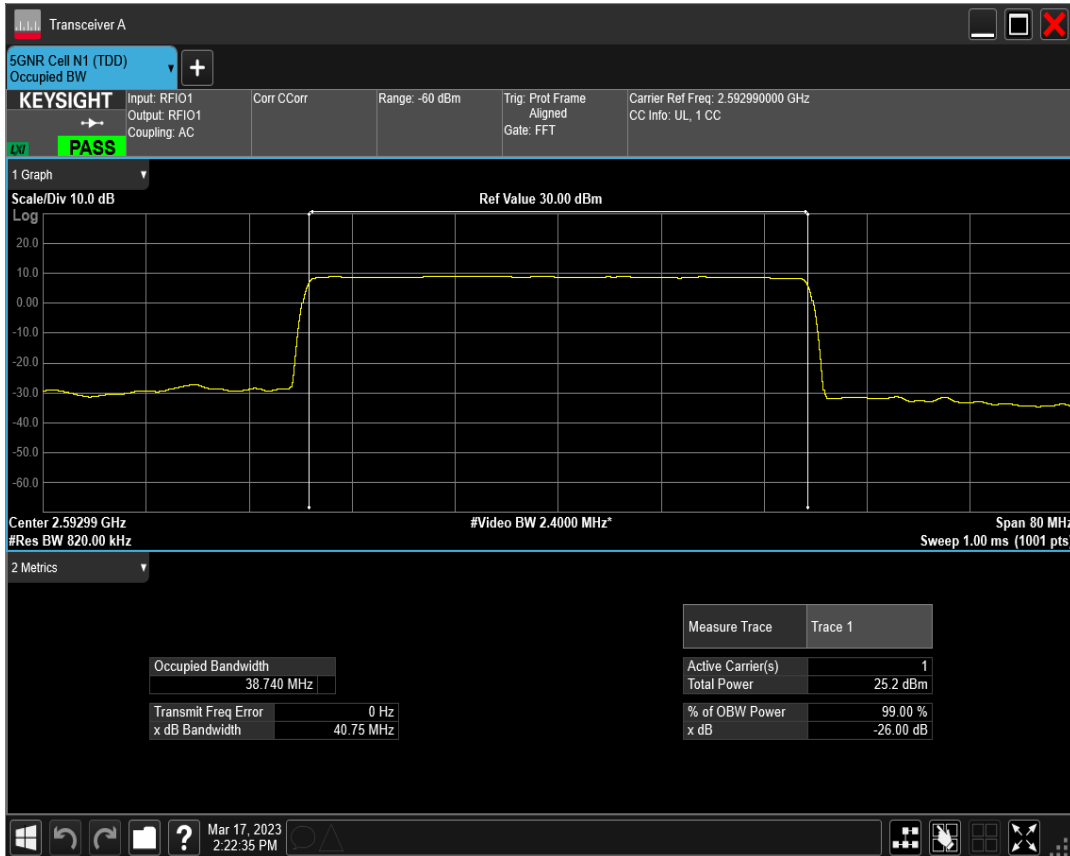 Transceiver A
5GNR Cell N1 (TDD)
Occupied BW
+
KEYSIGHT
LXI
PASS
Input: RFIO1
Output: RFIO1
Coupling: AC
Corr CCorr
Range: -60 dBm
Trig: Prot Frame
Aligned
Gate: FFT
Carrier Ref Freq: 2.592990000 GHz
CC Info: UL, 1 CC
1 Graph
Scale/Div 10.0 dB
Ref Value 30.00 dBm
Log
20.0
10.0
0.00
-10.0
-20.0
-30.0
-40.0
-50.0
-60.0
Center 2.59299 GHz
#Video BW 2.4000 MHz*
Span 80 MHz
#Res BW 820.00 kHz
Sweep 1.00 ms (1001 pts)
2 Metrics
Measure Trace Trace 1
Occupied Bandwidth
38.740 MHz
Active Carrier(s) 1
Total Power 25.2 dBm
Transmit Freq Error 0 Hz
x dB Bandwidth 40.75 MHz
% of OBW Power 99.00 %
x dB -26.00 dB
?
Mar 17, 2023
2:22:35 PM